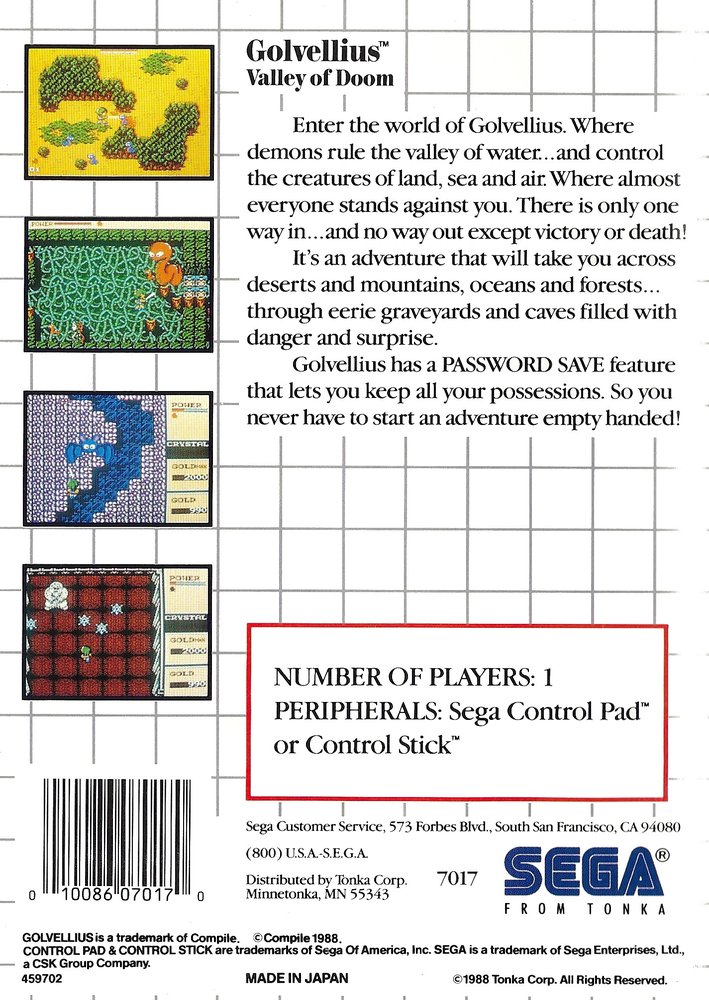 Golvellius™
Valley of Doom
Enter the world of Golvellius. Where
demons rule the valley of water...and control
the creatures of land, sea and air. Where almost
everyone stands against you. There is only one
way in...and no way out except victory or death!
It's an adventure that will take you across
deserts and mountains, oceans and forests...
through eerie graveyards and caves filled with
danger and surprise.
Golvellius has a PASSWORD SAVE feature
that lets you keep all your possessions. So you
never have to start an adventure empty handed!
POWER
POWER
CRYSTAL
GOLDMAX
2000
GOLD
990
POWER
CRYSTAL
GOLDMAX
2000
GOLD
990
NUMBER OF PLAYERS: 1
PERIPHERALS: Sega Control Pad™
or Control Stick™
0 10086 07017 0
Sega Customer Service, 573 Forbes Blvd., South San Francisco, CA 94080
(800) U.S.A.-S.E.G.A.
Distributed by Tonka Corp.
Minnetonka, MN 55343
7017
SEGA®
FROM TONKA
GOLVELLIUS is a trademark of Compile. ©Compile 1988.
CONTROL PAD & CONTROL STICK are trademarks of Sega Of America, Inc. SEGA is a trademark of Sega Enterprises, Ltd.,
a CSK Group Company.
459702
MADE IN JAPAN
©1988 Tonka Corp. All Rights Reserved.